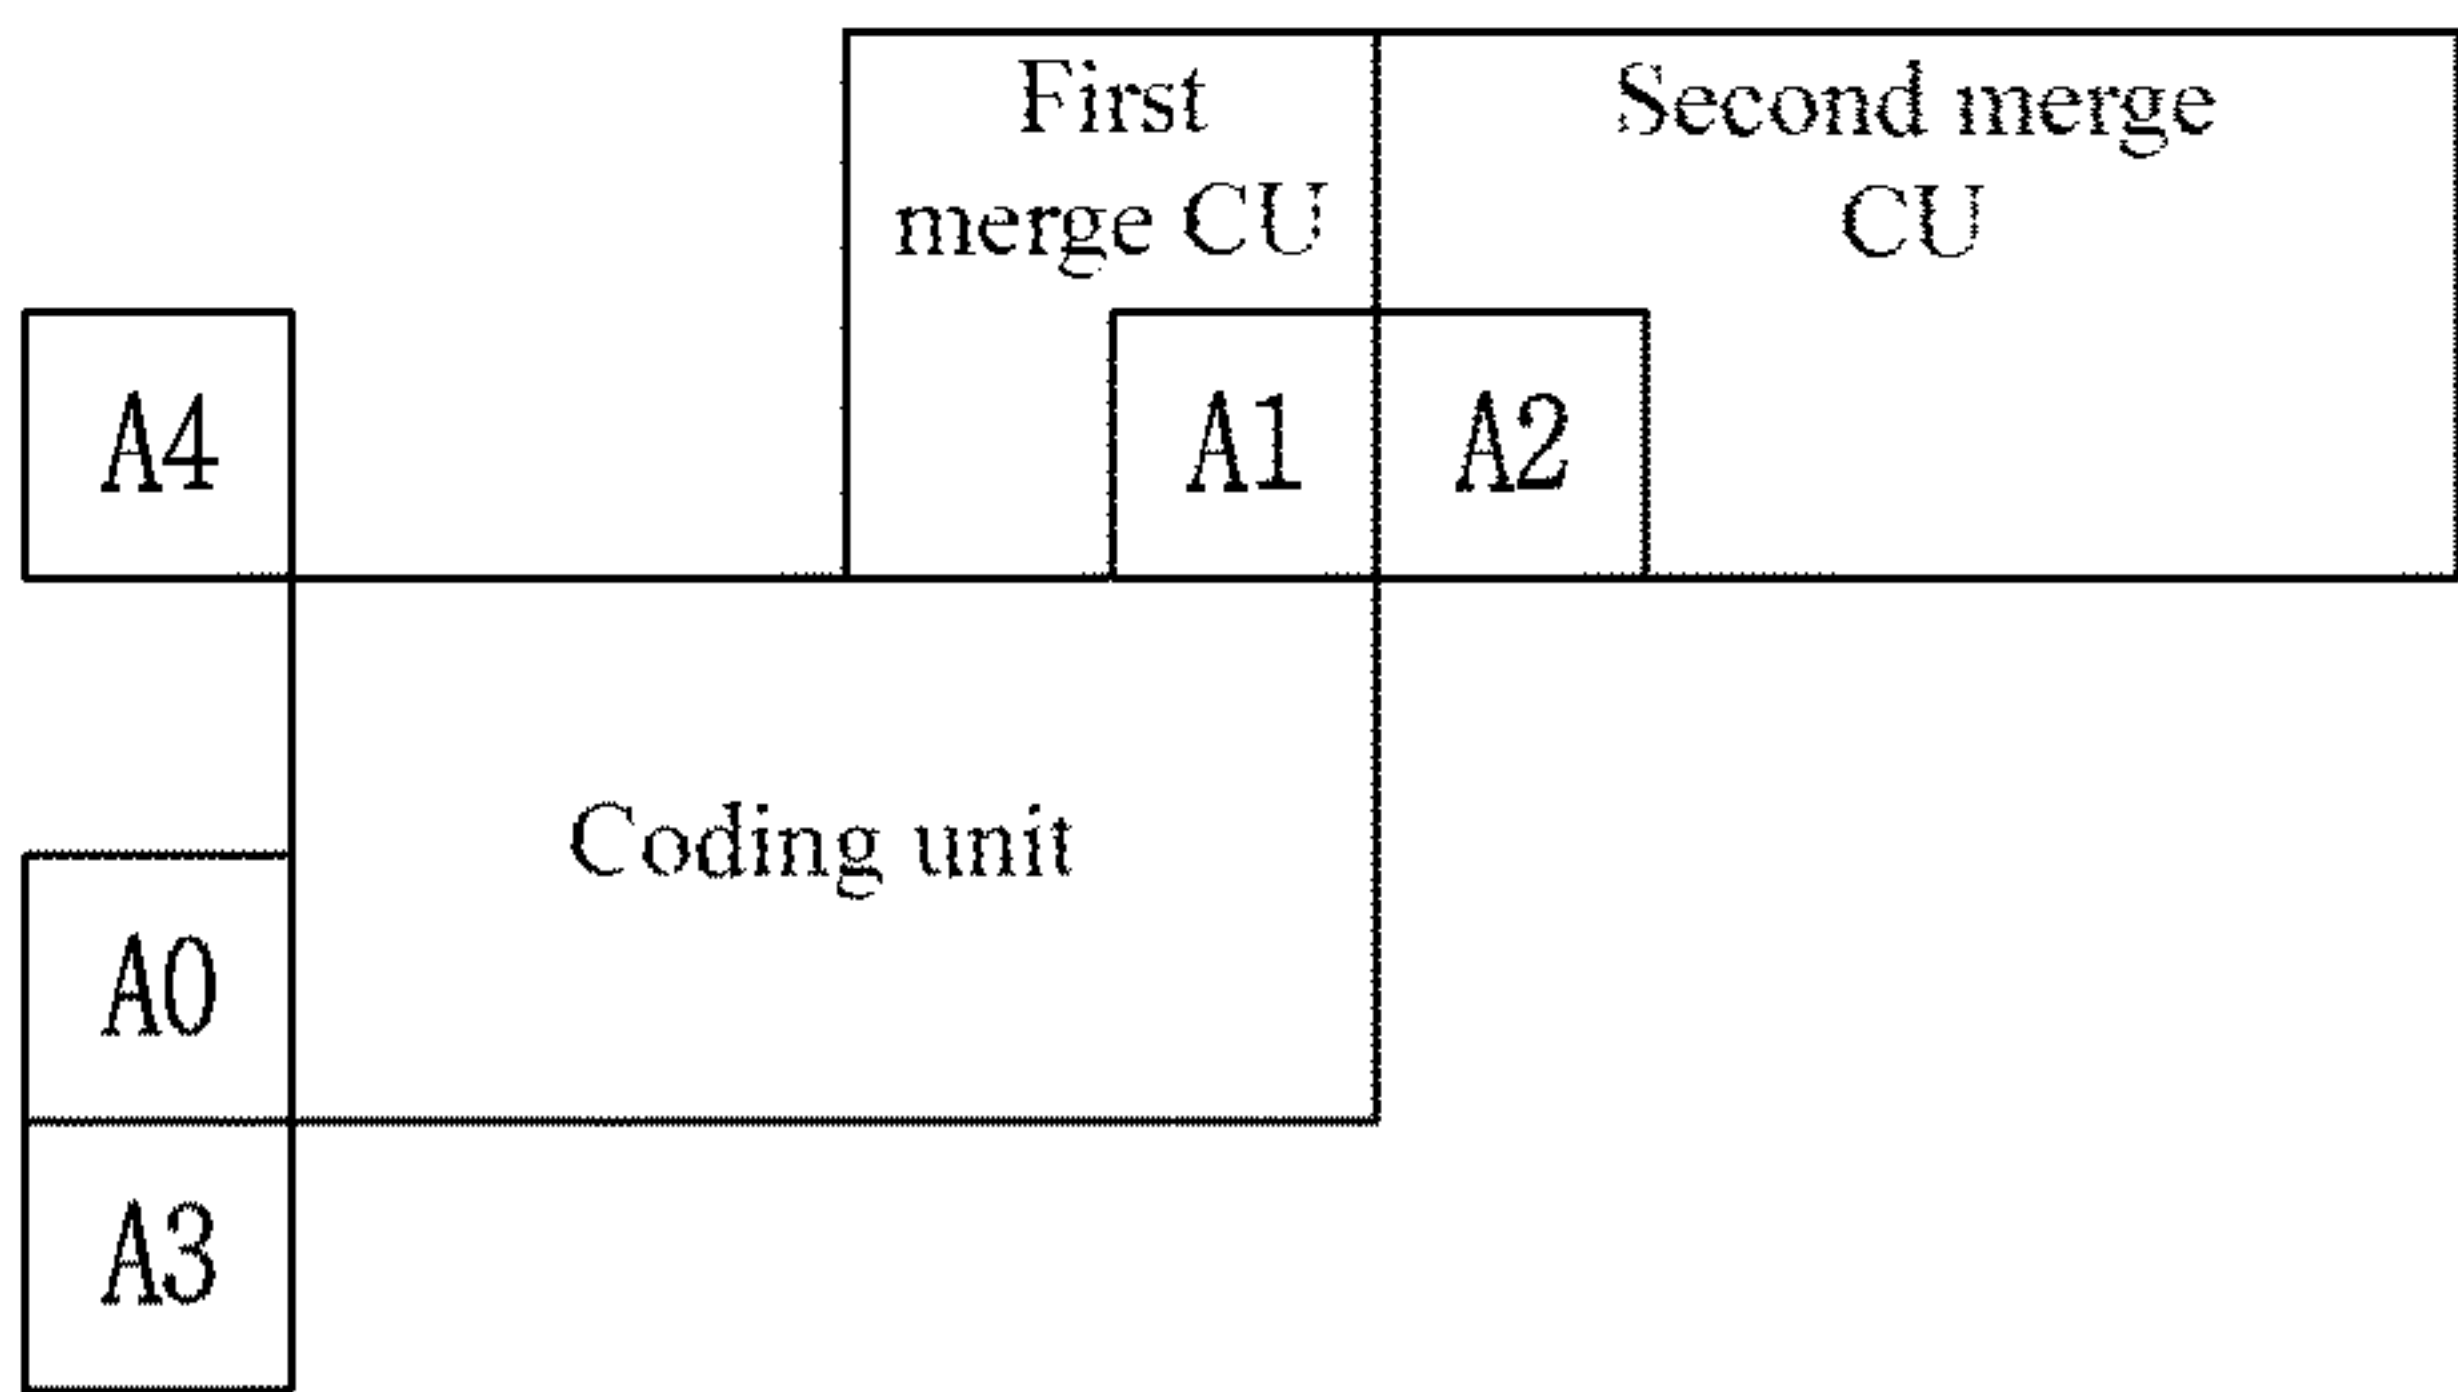 First
merge CU
Second merge
CU
A4
A1
A2
Coding unit
A0
A3